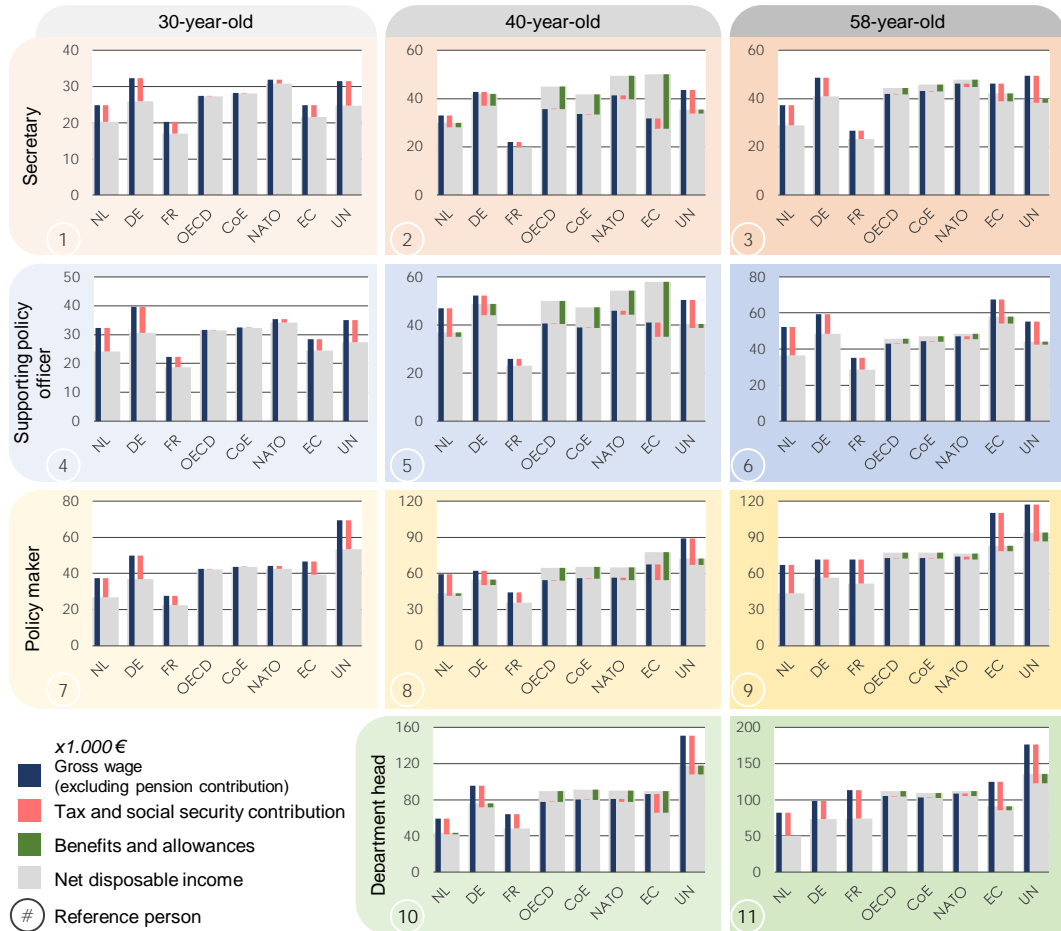 30-year-old 40-year-old 58-year-old
Secretary
40
30
20
10
0
NL DE FR OECD CoE NATO EC UN
1
60
40
20
0
NL DE FR OECD CoE NATO EC UN
2
60
40
20
0
NL DE FR OECD CoE NATO EC UN
3
Supporting policy
officer
50
40
30
20
10
0
NL DE FR OECD CoE NATO EC UN
4
60
40
20
0
NL DE FR OECD CoE NATO EC UN
5
80
60
40
20
0
NL DE FR OECD CoE NATO EC UN
6
Policy maker
80
60
40
20
0
NL DE FR OECD CoE NATO EC UN
7
120
90
60
30
0
NL DE FR OECD CoE NATO EC UN
8
120
90
60
30
0
NL DE FR OECD CoE NATO EC UN
9
x1.000 €
Gross wage
(excluding pension contribution)
Tax and social security contribution
Benefits and allowances
Net disposable income
# Reference person
Department head
160
120
80
40
0
NL DE FR OECD CoE NATO EC UN
10
200
150
100
50
0
NL DE FR OECD CoE NATO EC UN
11